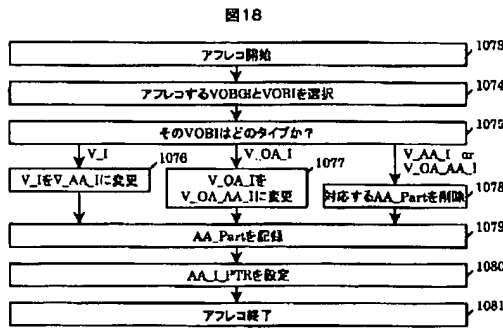 図18
アフレコ開始
1073
アフレコするVOBGIとVOBIを選択
1074
そのVOBIはどのタイプか？
1075
V_I
V_OA_I
V_AA_I or
V_OA_AA_I
V_IをV_AA_Iに変更
1076
V_OA_Iを
V_OA_AA_Iに変更
1077
対応するAA_Partを削除
1078
AA_Partを記録
1079
AA_I_PTRを設定
1080
アフレコ終了
1081